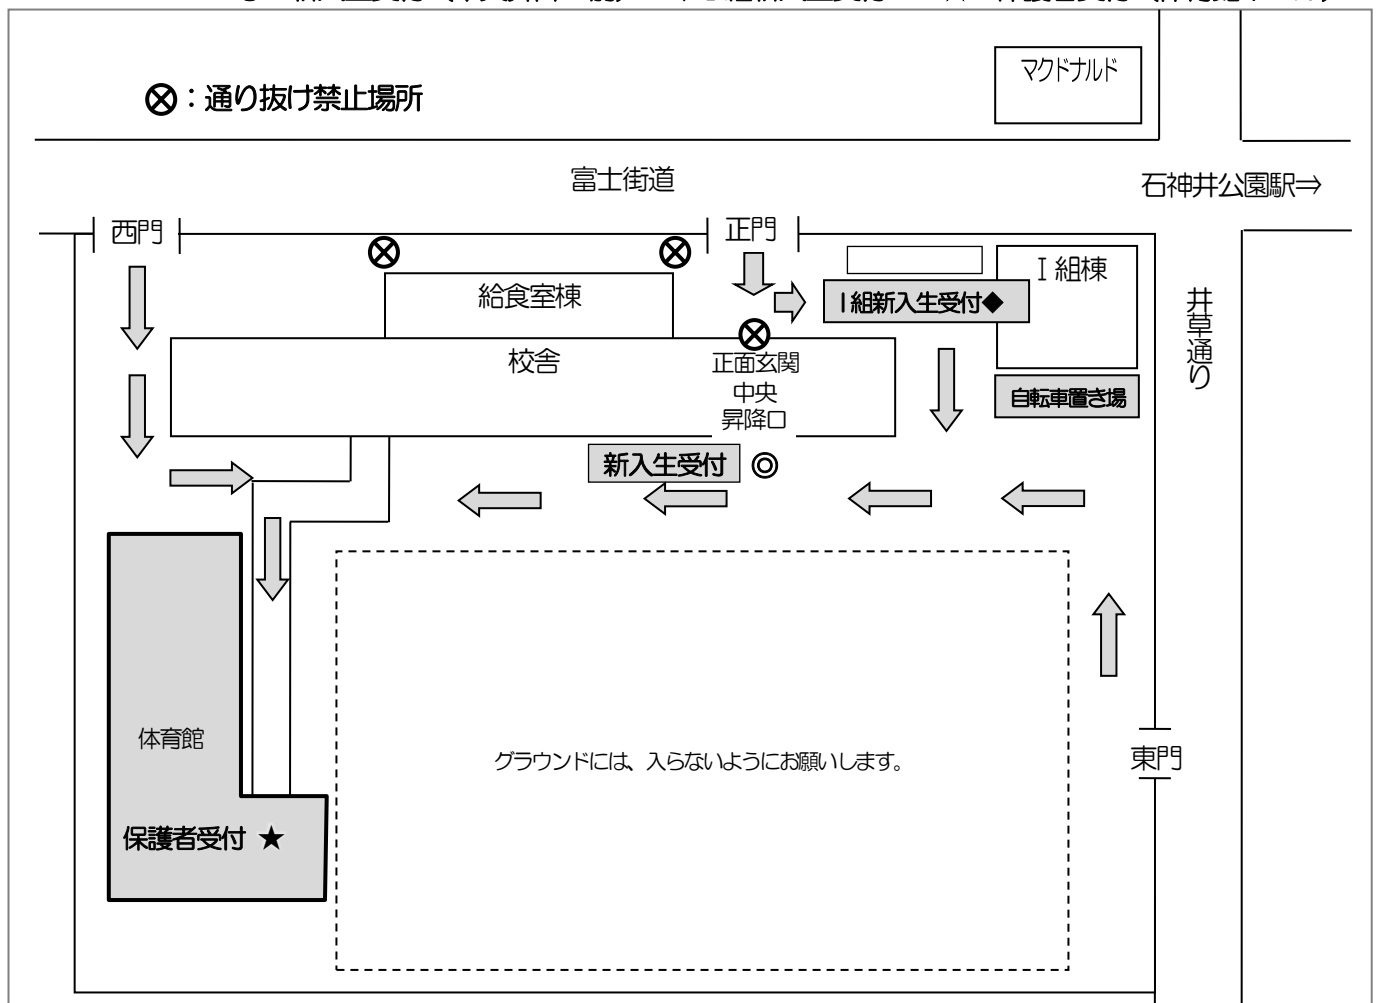 マクドナルド
⊗：通り抜け禁止場所
富士街道
石神井公園駅⇒
西門
正門
給食室棟
Ⅰ組棟
Ⅰ組新入生受付◆
井草通り
校舎
正面玄関
中央
昇降口
自転車置き場
新入生受付 ◎
体育館
グラウンドには、入らないようにお願いします。
東門
保護者受付 ★